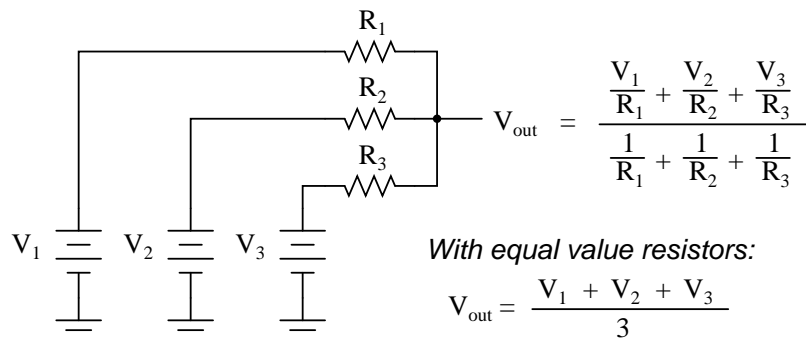 R1
R2
R3
V1
V2
V3
Vout = V1/R1 + V2/R2 + V3/R3
1/R1 + 1/R2 + 1/R3
With equal value resistors:
Vout = V1 + V2 + V3
3